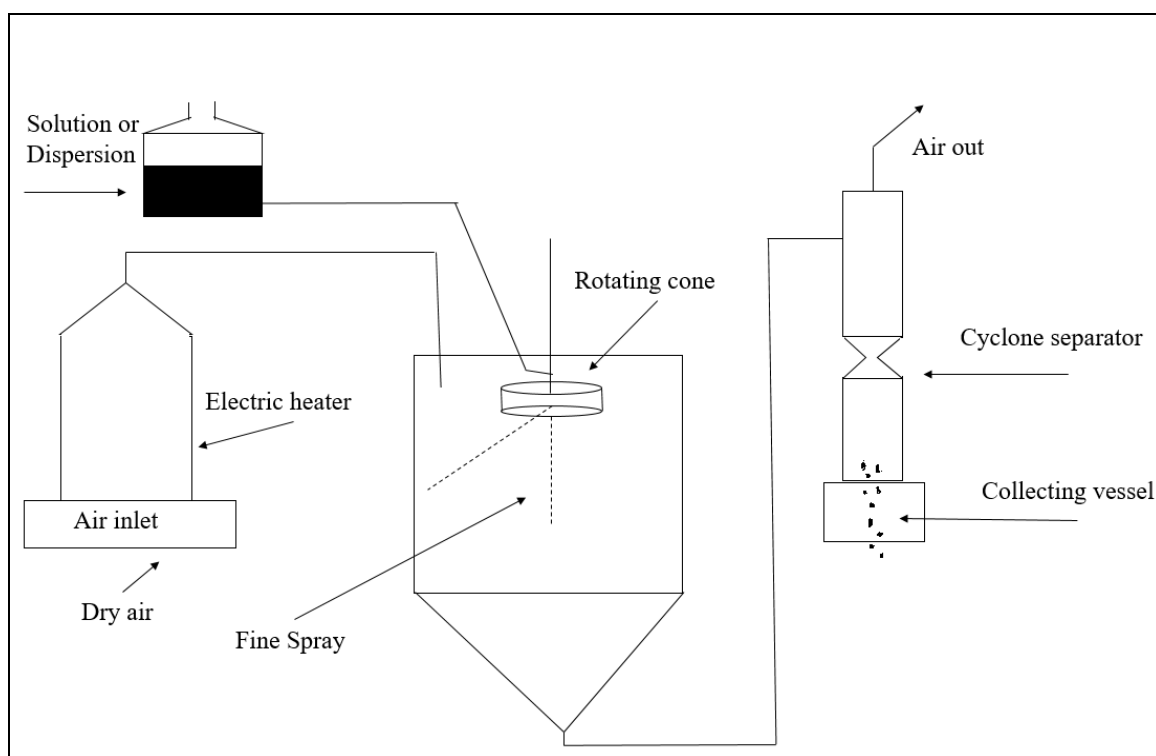 Solution or
Dispersion
Air out
Rotating cone
Cyclone separator
Electric heater
Collecting vessel
Air inlet
Dry air
Fine Spray